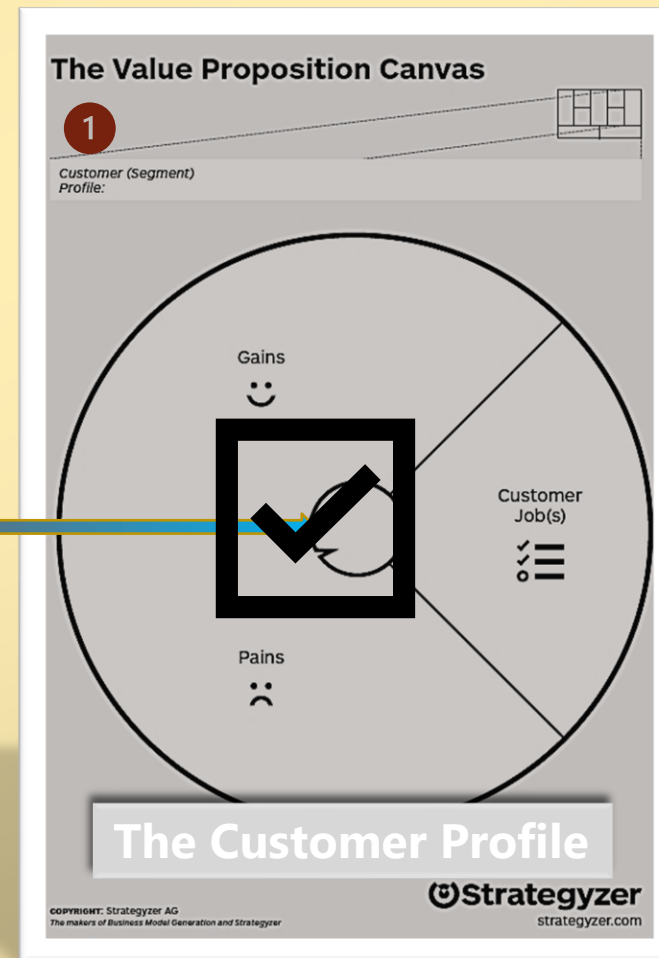 The Value Proposition Canvas
1
Customer (Segment)
Profile:
Gains
Customer
Job(s)
Pains
The Customer Profile
Strategyzer
COPYRIGHT: Strategyzer AG
The makers of Business Model Generation and Strategyzer
strategyzer.com